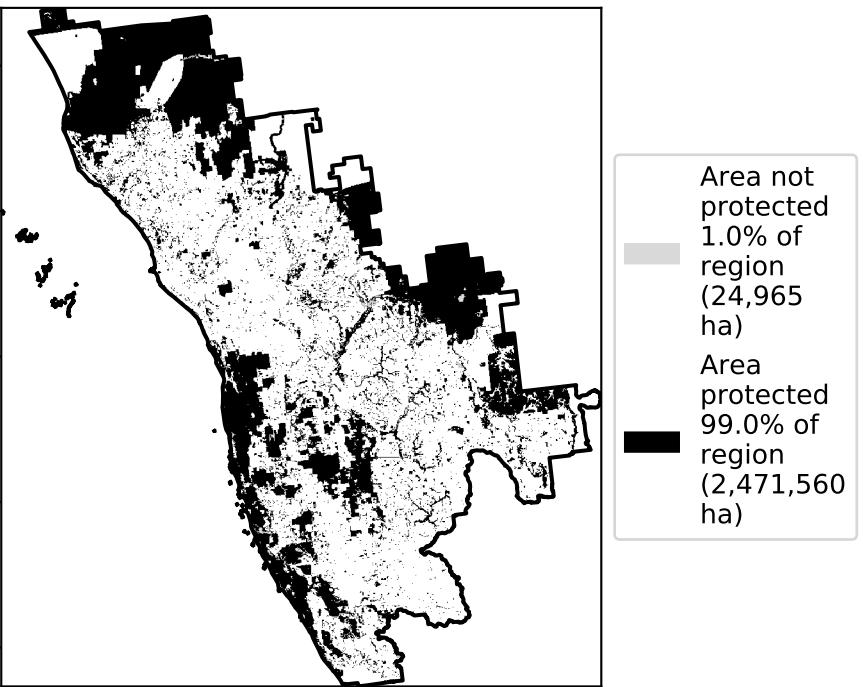 Area not
protected
1.0% of
region
(24,965
ha)
Area
protected
99.0% of
region
(2,471,560
ha)